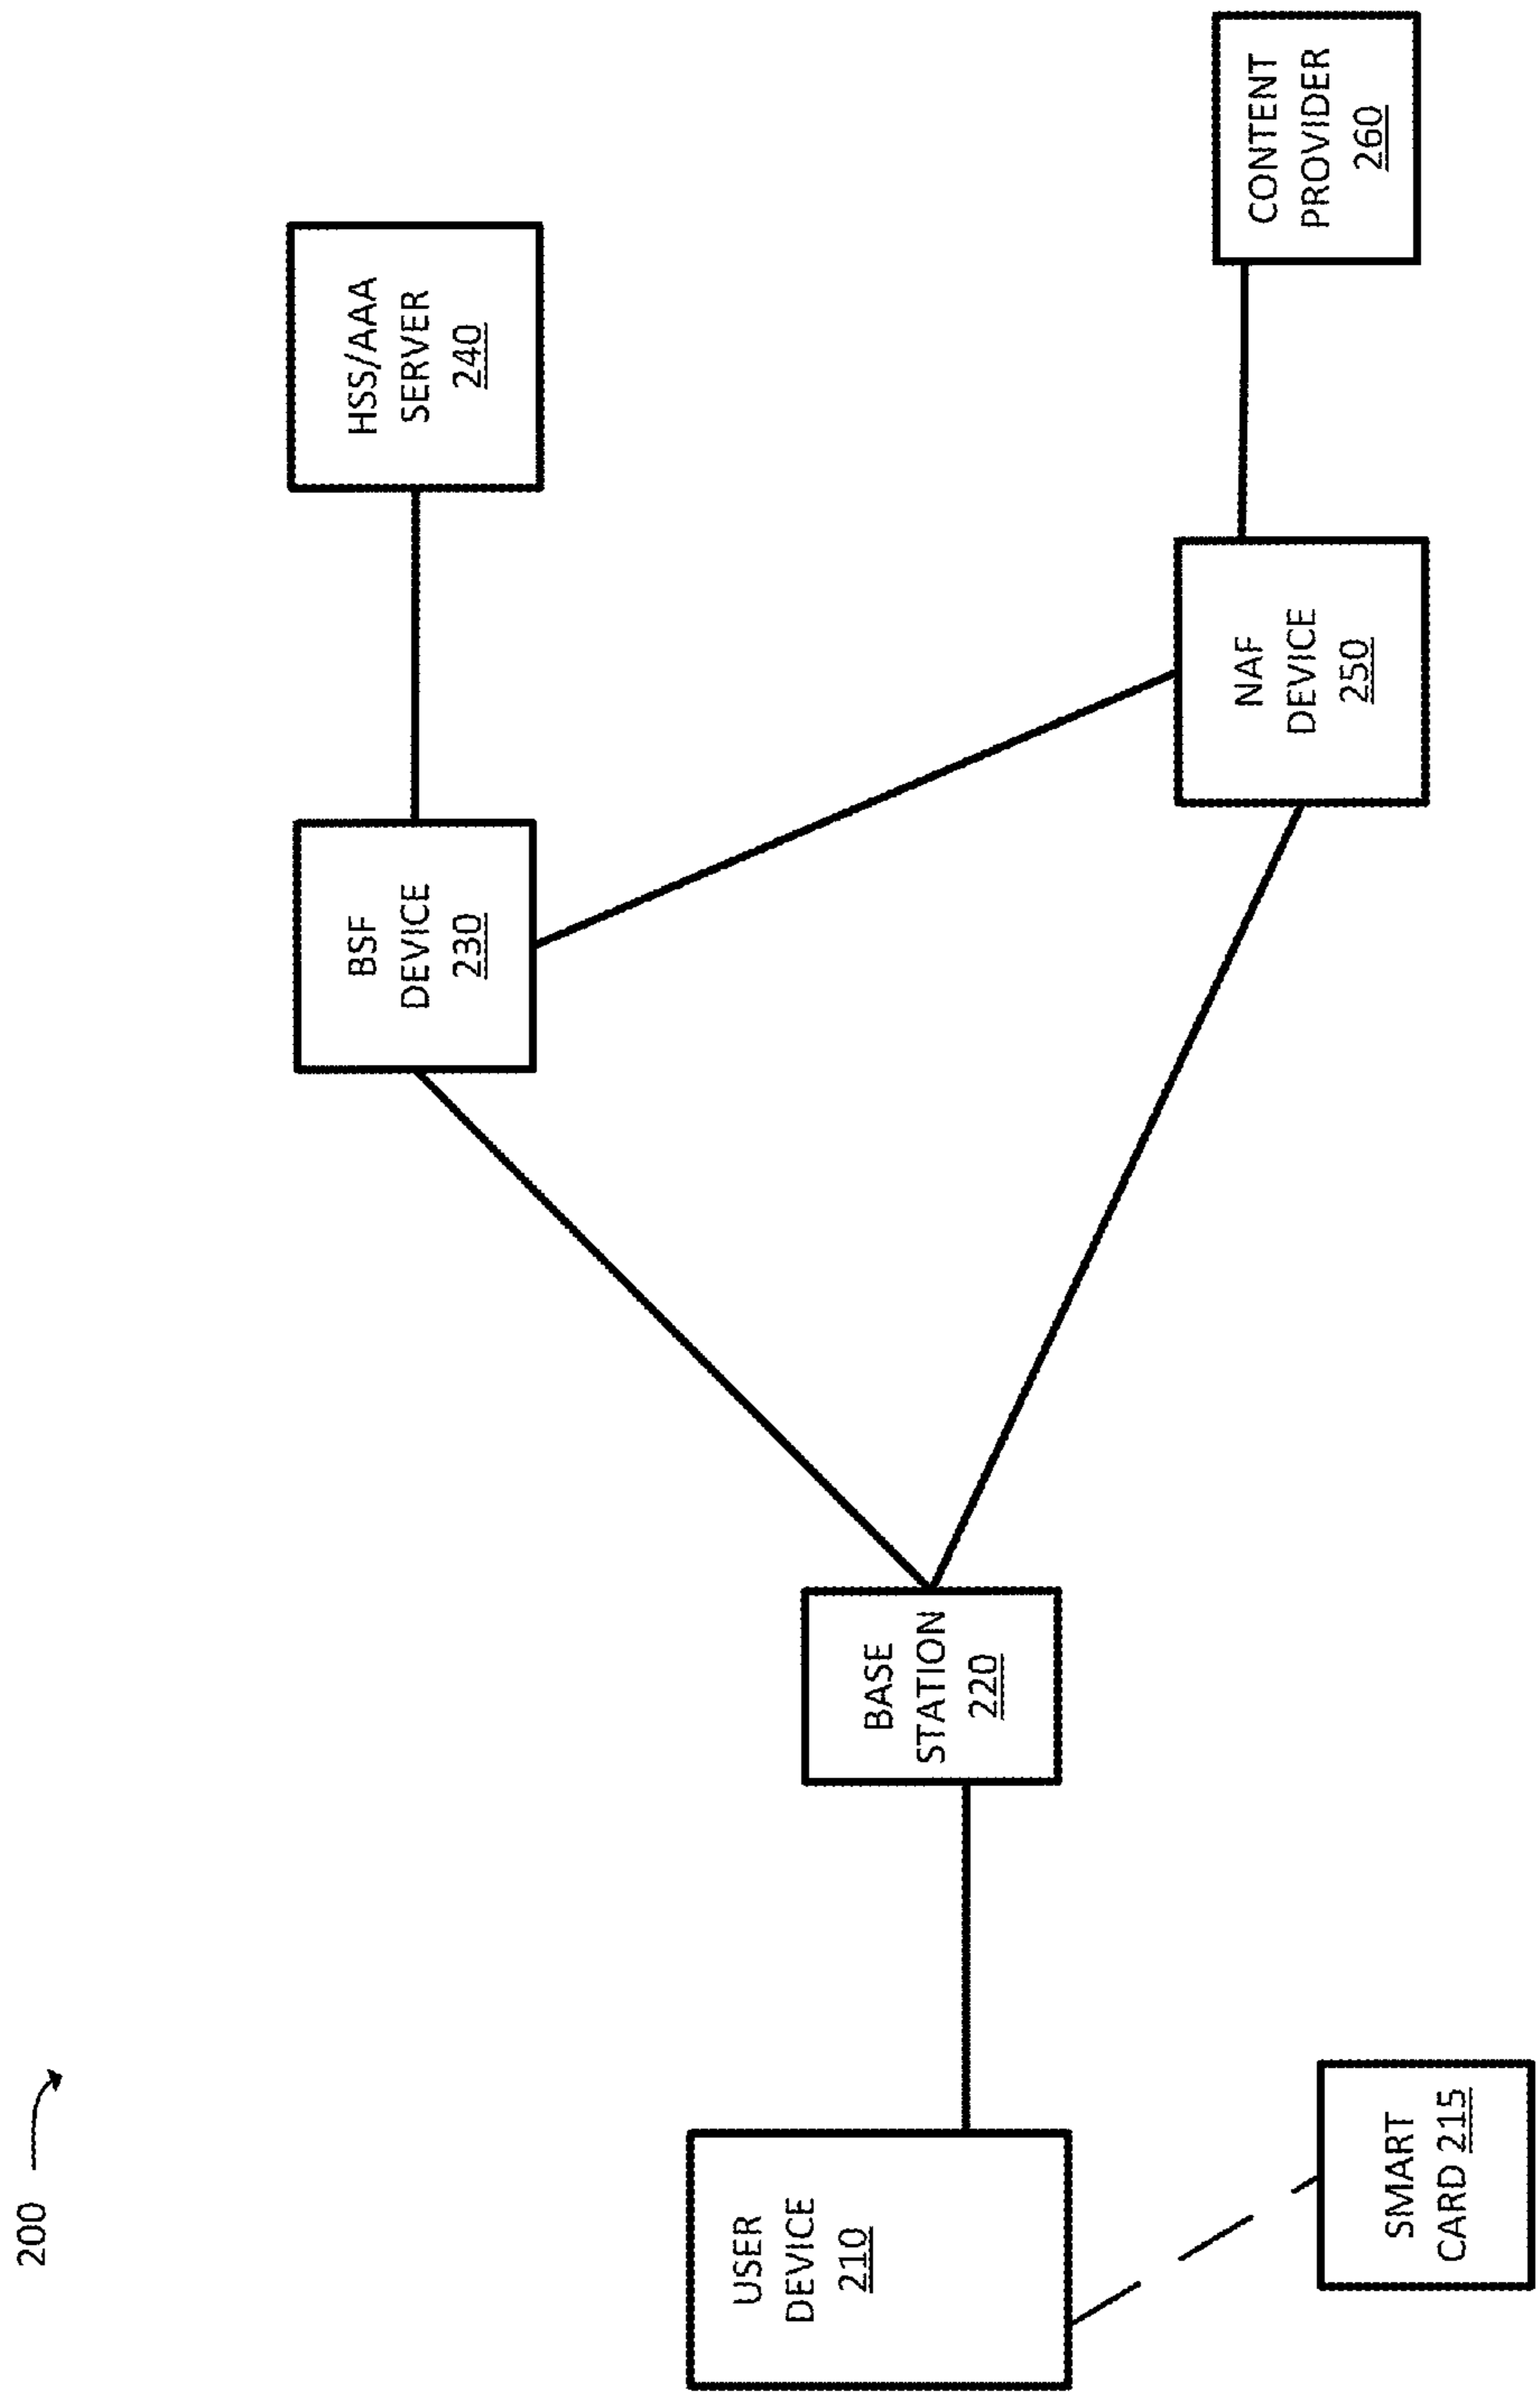 200
HSS/AAA
SERVER
240
BSF
DEVICE
230
CONTENT
PROVIDER
260
NAF
DEVICE
250
BASE
STATION
220
USER
DEVICE
210
SMART
CARD 215